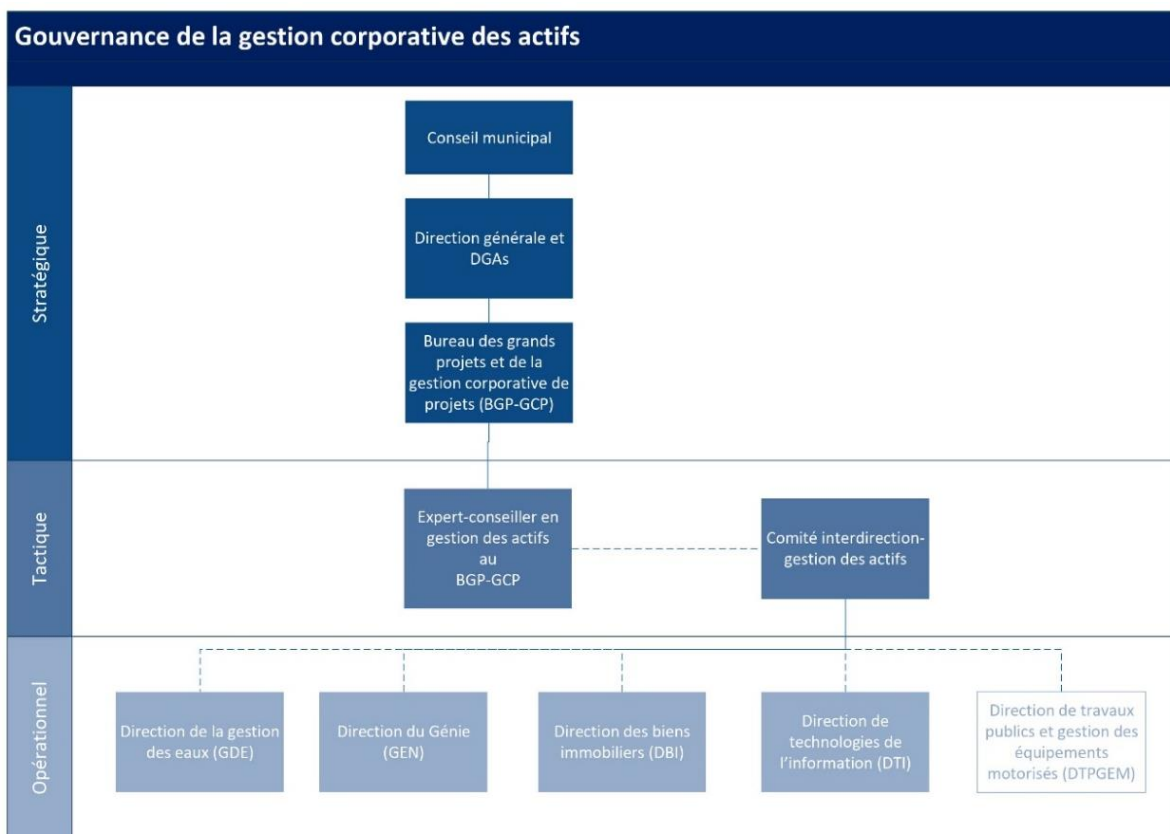 Gouvernance de la gestion corporative des actifs
Stratégique
Conseil municipal
Direction générale et
DGAs
Bureau des grands
projets et de la
gestion corporative de
projets (BGP-GCP)
Tactique
Expert-conseiller en
gestion des actifs
au
BGP-GCP
Comité interdirection-
gestion des actifs
Opérationnel
Direction de la gestion
des eaux (GDE)
Direction du Génie
(GEN)
Direction des biens
immobiliers (DBI)
Direction de
technologies de
l'information (DTI)
Direction de travaux
publics et gestion des
équipements
motorisés (DTPGEM)